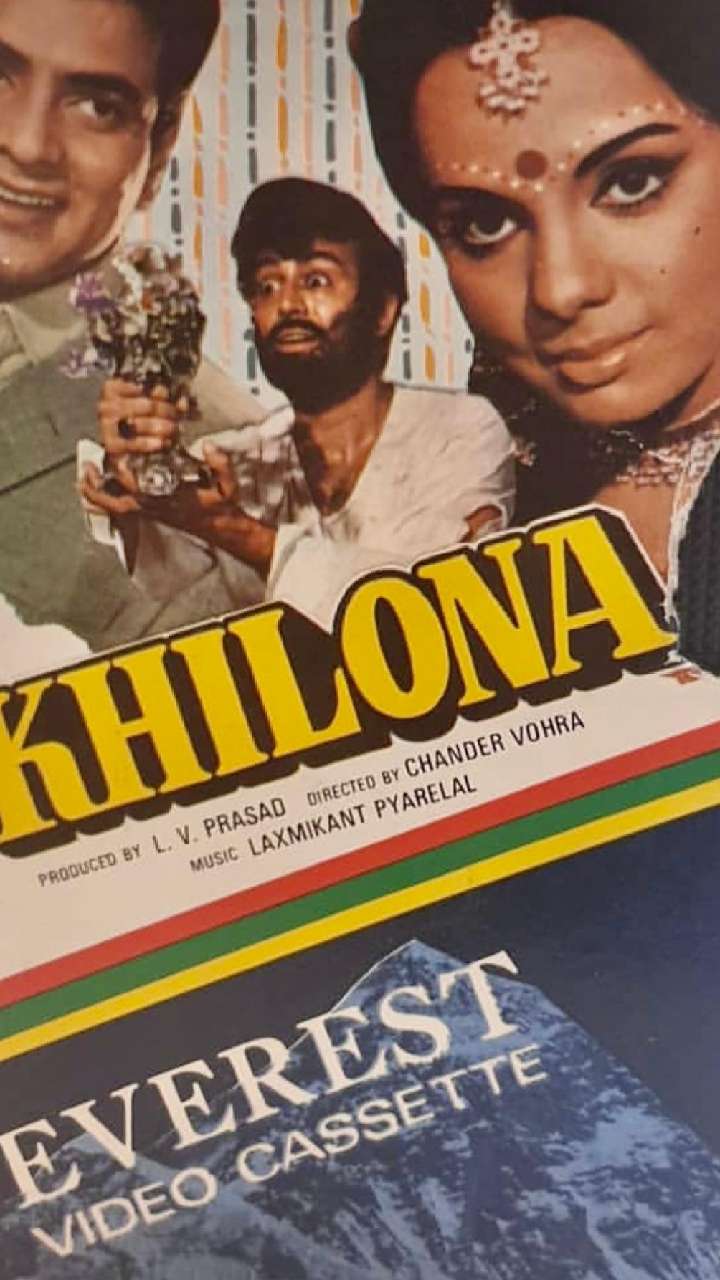 KHILONA
PRODUCED BY L. V. PRASAD DIRECTED BY CHANDER VOHRA
MUSIC LAXMIKANT PYARELAL
EVEREST
VIDEO CASSETTE